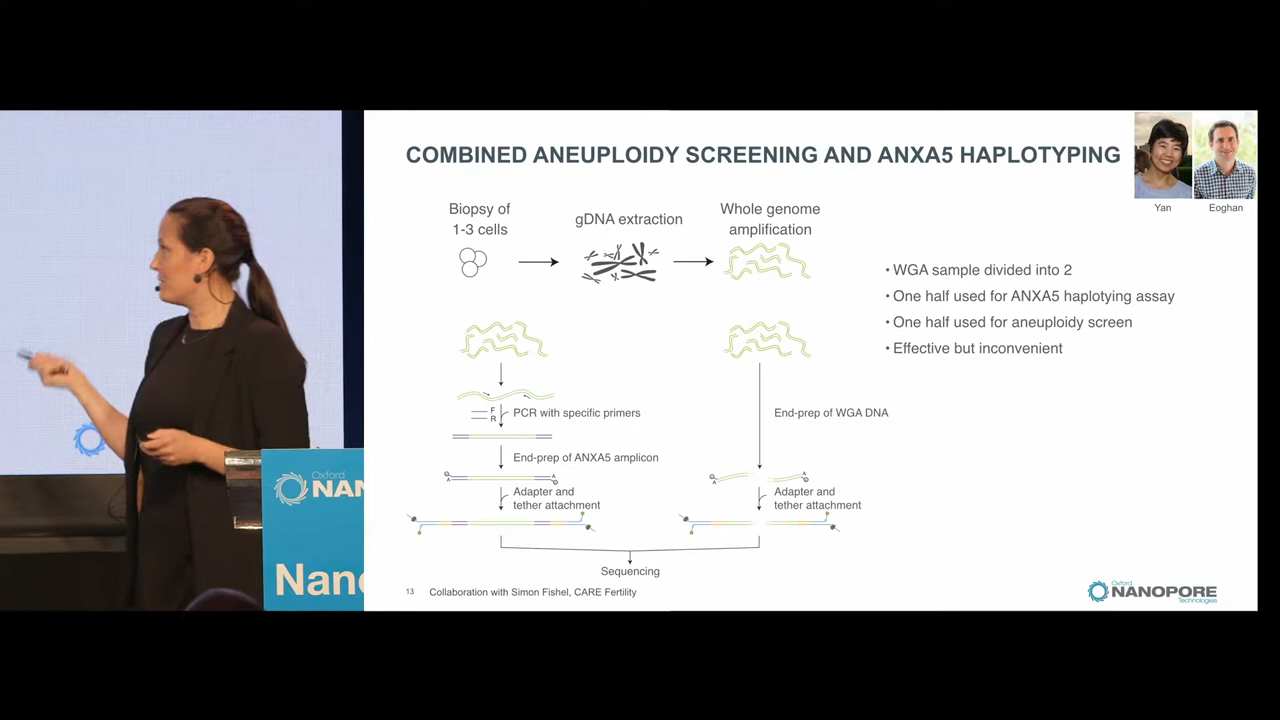 COMBINED ANEUPLOIDY SCREENING AND ANXA5 HAPLOTYPING
Yan
Eoghan
Biopsy of
1-3 cells
gDNA extraction
Whole genome
amplification
• WGA sample divided into 2
• One half used for ANXA5 haplotying assay
• One half used for aneuploidy screen
• Effective but inconvenient
F
R
PCR with specific primers
End-prep of WGA DNA
End-prep of ANXA5 amplicon
A
A
A
A
Adapter and
tether attachment
Adapter and
tether attachment
Sequencing
13 Collaboration with Simon Fishel, CARE Fertility
Oxford
NANOPORE
Technologies
Oxford
NAN
Nano